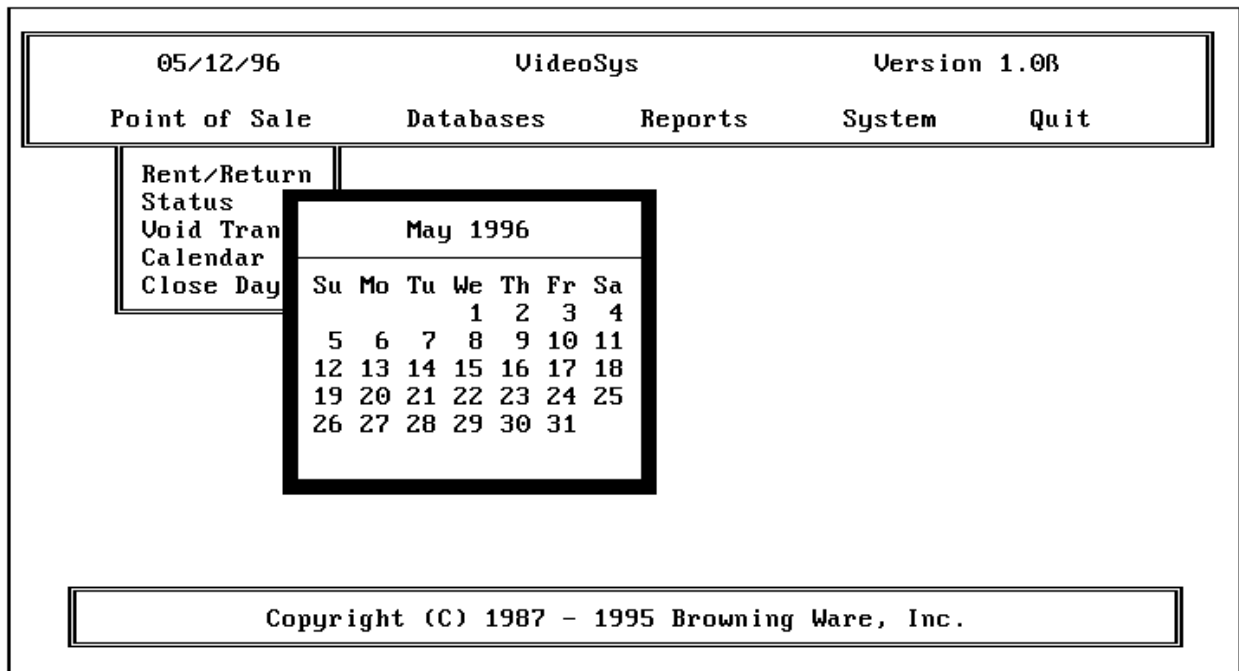 05/12/96 VideoSys Version 1.0ß
Point of Sale Databases Reports System Quit
Rent/Return
Status
Void Tran
Calendar
Close Day
May 1996
Su Mo Tu We Th Fr Sa
1 2 3 4
5 6 7 8 9 10 11
12 13 14 15 16 17 18
19 20 21 22 23 24 25
26 27 28 29 30 31
Copyright (C) 1987 - 1995 Browning Ware, Inc.